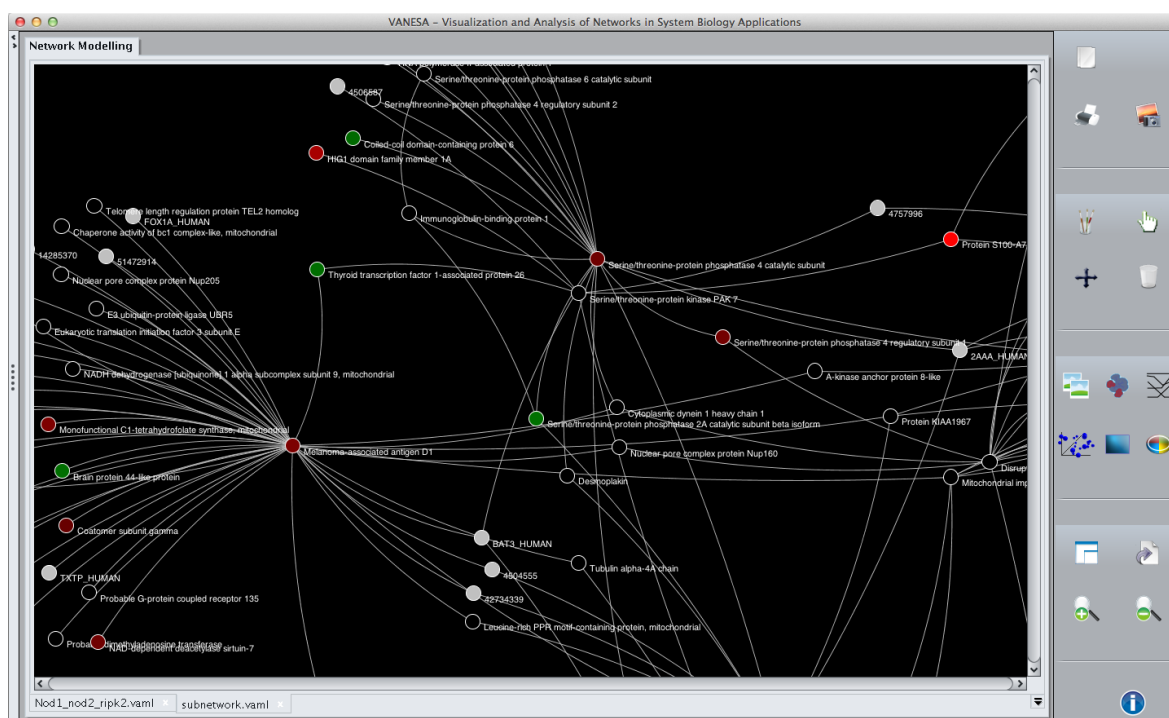 VANESA – Visualization and Analysis of Networks in System Biology Applications
Network Modelling
Serine/threonine-protein phosphatase 6 catalytic subunit
4506587
Serine/threonine-protein phosphatase 4 regulatory subunit 2
Coiled-coil domain-containing protein 6
HIG1 domain family member 1A
Telomere length regulation protein TEL2 homolog
FOX1A_HUMAN
Immunoglobulin-binding protein 1
4757996
Chaperone activity of bc1 complex-like, mitochondrial
Protein S100-A7
14285370
51472914
Serine/threonine-protein phosphatase 4 catalytic subunit
Nuclear pore complex protein Nup205
Thyroid transcription factor 1-associated protein 26
Serine/threonine-protein kinase PAK 7
E3 ubiquitin-protein ligase UBR5
Eukaryotic translation initiation factor 3 subunit E
Serine/threonine-protein phosphatase 4 regulatory subunit 1
2AAA_HUMAN
NADH dehydrogenase [ubiquinone] 1 alpha subcomplex subunit 9, mitochondrial
A-kinase anchor protein 8-like
Cytoplasmic dynein 1 heavy chain 1
Protein KIAA1967
Serine/threonine-protein phosphatase 2A catalytic subunit beta isoform
Monofunctional C1-tetrahydrofolate synthase, mitochondrial
Melanoma-associated antigen D1
Nuclear pore complex protein Nup160
Disrup
Brain protein 44-like protein
Desmoplakin
Mitochondrial imp
Coatomer subunit gamma
BAT3_HUMAN
Tubulin alpha-4A chain
4504555
TXTP_HUMAN
Probable G-protein coupled receptor 135
42734339
Leucine-rich PPR motif-containing protein, mitochondrial
Probable dimethyladenosine transferase
NAD-dependent deacetylase sirtuin-7
Nod1_nod2_ripk2.vaml
subnetwork.vaml